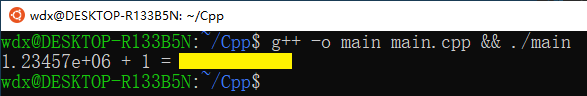 wdx@DESKTOP-R133B5N: ~/Cpp
wdx@DESKTOP-R133B5N:~/Cpp$ g++ -o main main.cpp && ./main
1.23457e+06 + 1 =
wdx@DESKTOP-R133B5N:~/Cpp$